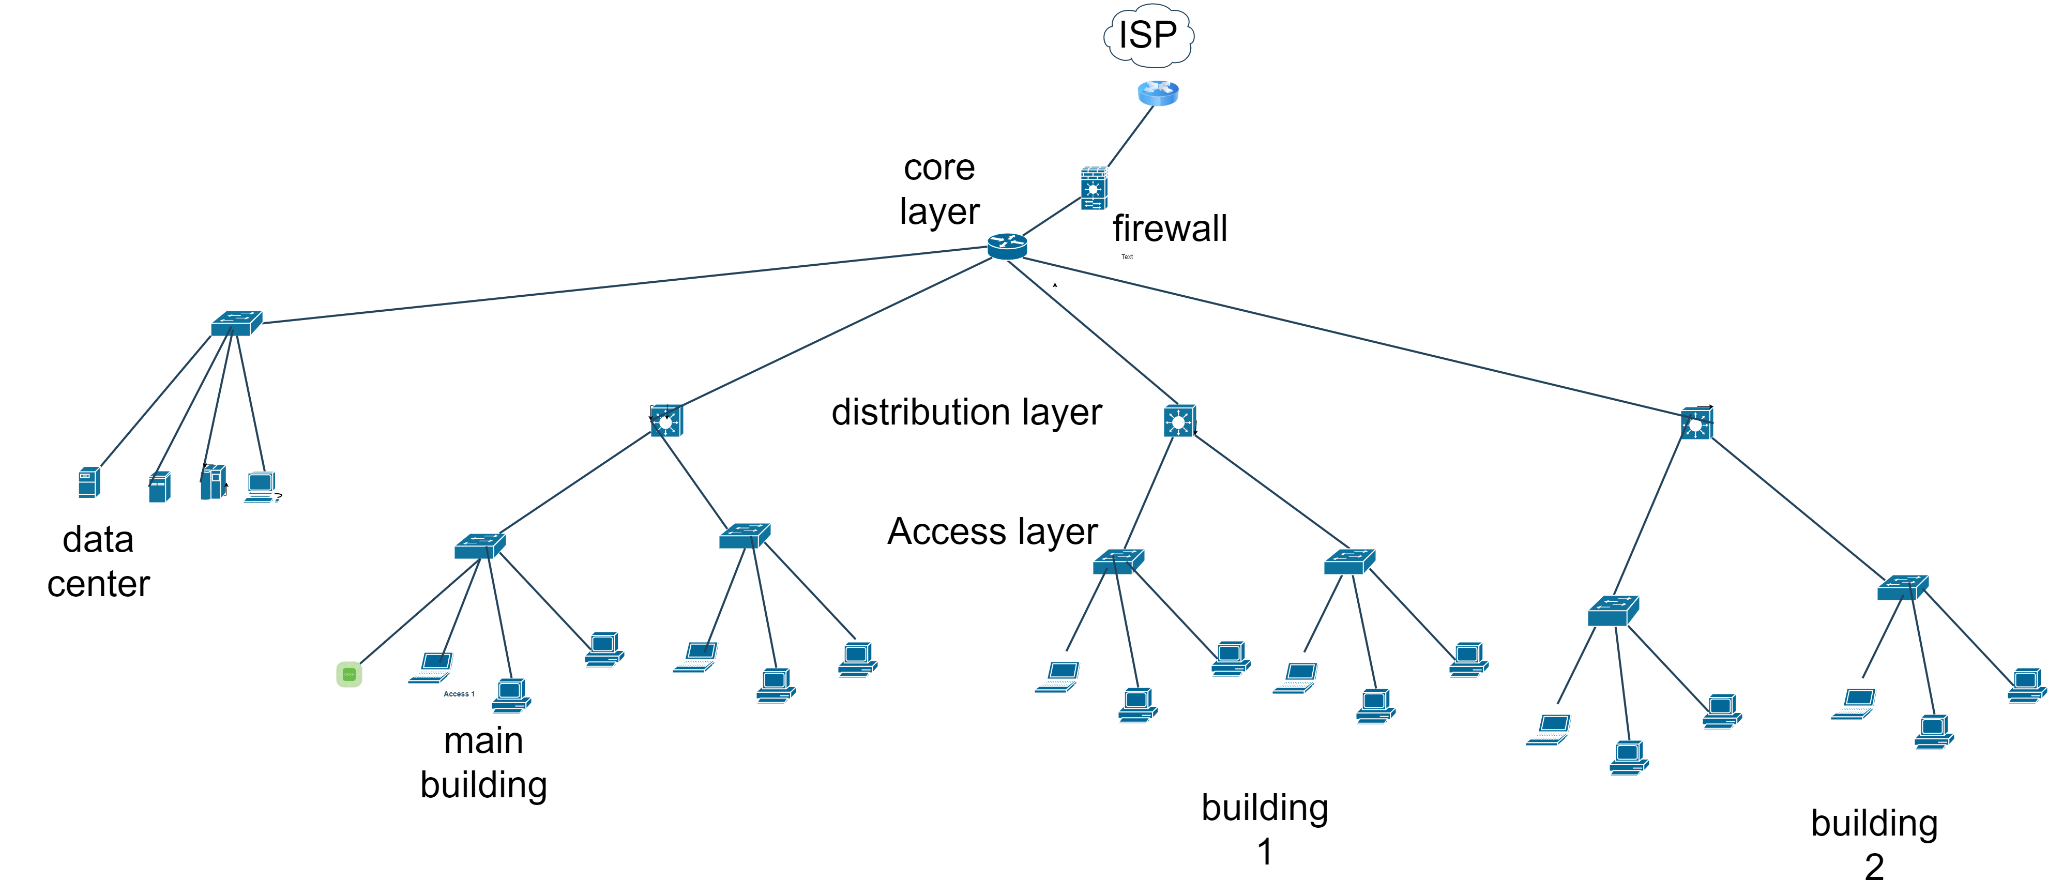 ISP
core
layer
firewall
Text
distribution layer
Access layer
data
center
Access 1
main
building
building
1
building
2